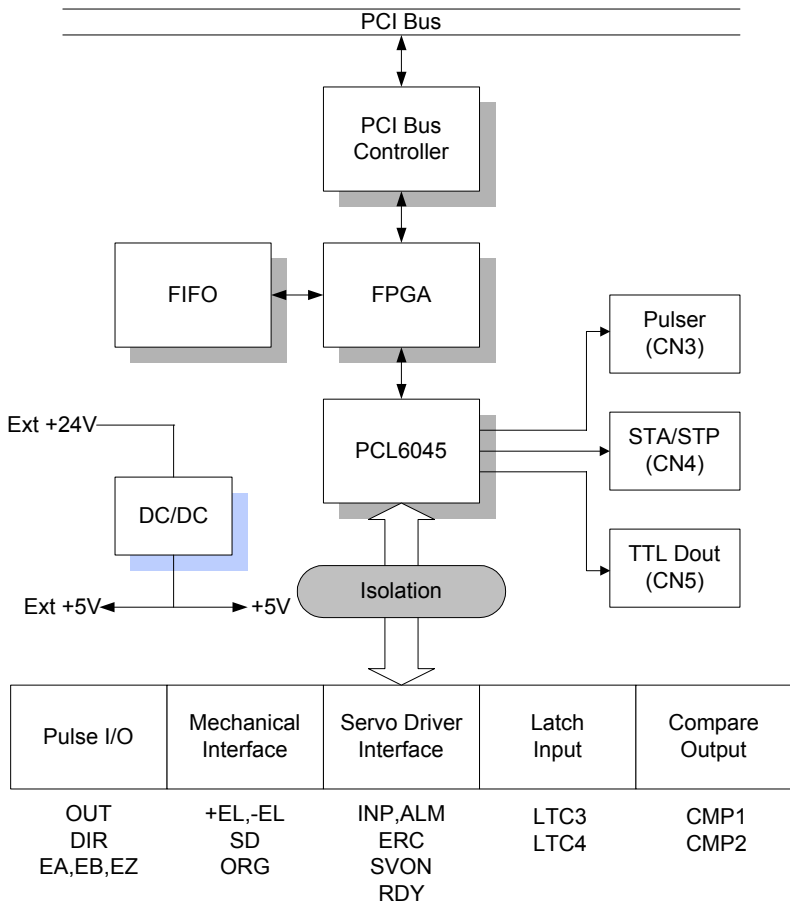 PCI Bus
PCI Bus
Controller
FIFO
FPGA
Pulser
(CN3)
Ext +24V
PCL6045
STA/STP
(CN4)
DC/DC
TTL Dout
(CN5)
Isolation
Ext +5V
+5V
Pulse I/O
Mechanical
Interface
Servo Driver
Interface
Latch
Input
Compare
Output
OUT
DIR
EA,EB,EZ
+EL,-EL
SD
ORG
INP,ALM
ERC
SVON
RDY
LTC3
LTC4
CMP1
CMP2